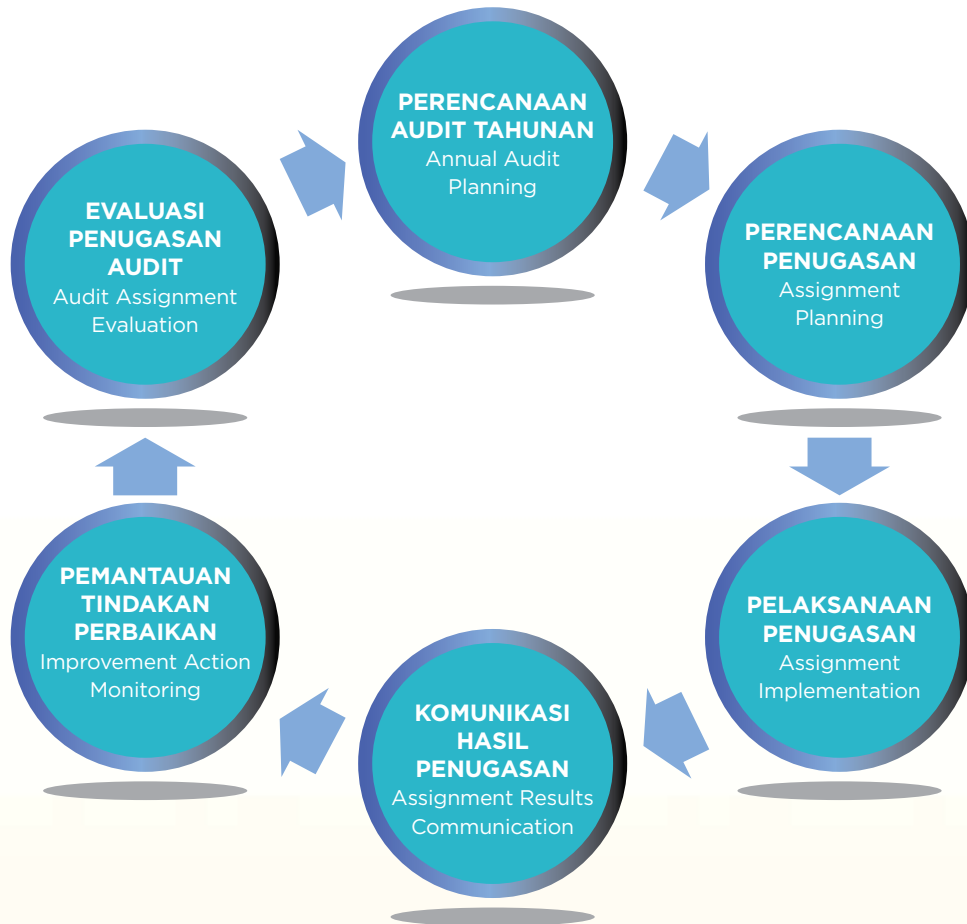 PERENCANAAN
AUDIT TAHUNAN
Annual Audit
Planning
PERENCANAAN
PENUGASAN
Assignment
Planning
PELAKSANAAN
PENUGASAN
Assignment
Implementation
KOMUNIKASI
HASIL
PENUGASAN
Assignment Results
Communication
PEMANTAUAN
TINDAKAN
PERBAIKAN
Improvement Action
Monitoring
EVALUASI
PENUGASAN
AUDIT
Audit Assignment
Evaluation